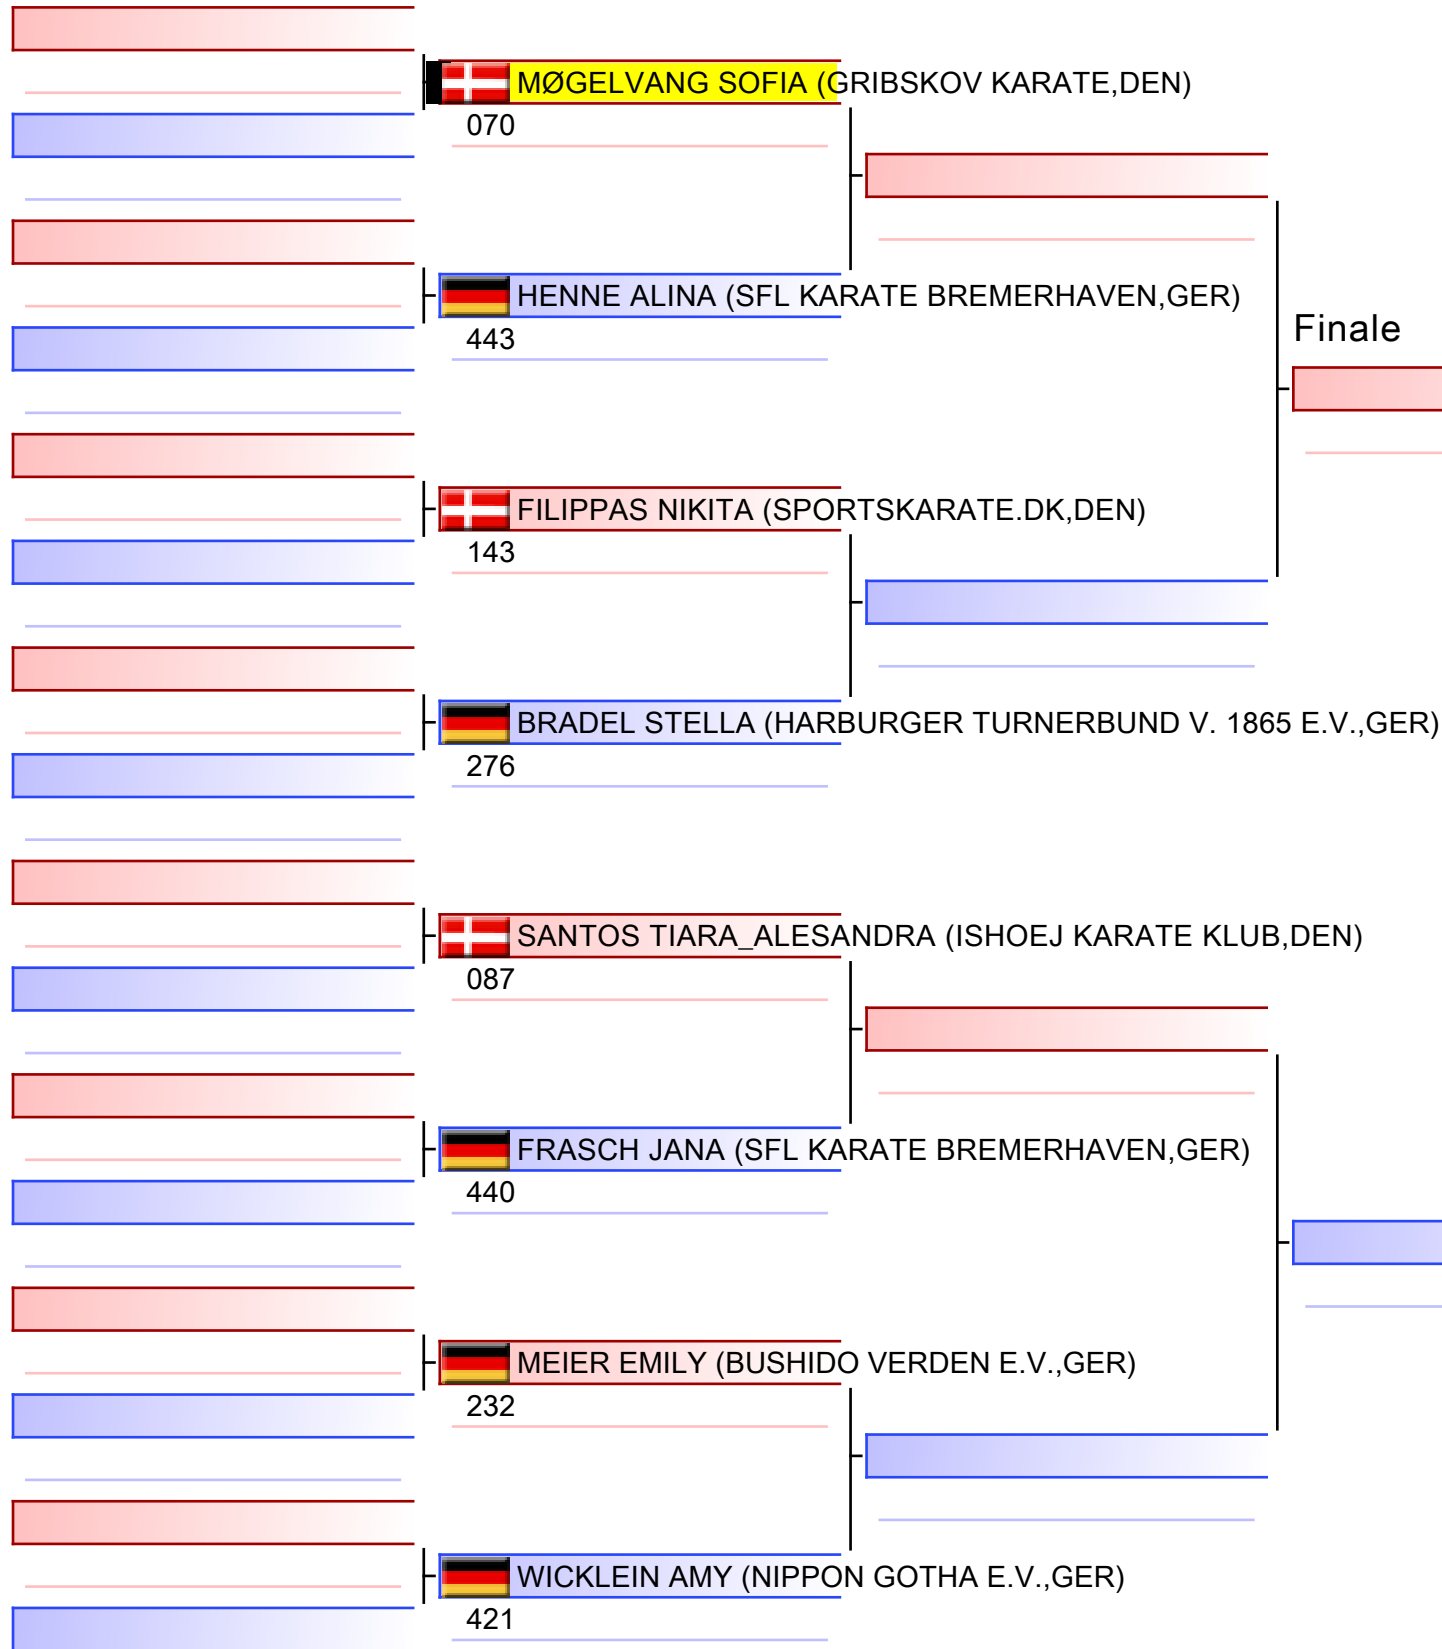 MØGELVANG SOFIA (GRIBSKOV KARATE,DEN)
070
HENNE ALINA (SFL KARATE BREMERHAVEN,GER)
443
Finale
FILIPPAS NIKITA (SPORTSKARATE.DK,DEN)
143
BRADEL STELLA (HARBURGER TURNERBUND V. 1865 E.V.,GER)
276
SANTOS TIARA_ALESANDRA (ISHOEJ KARATE KLUB,DEN)
087
FRASCH JANA (SFL KARATE BREMERHAVEN,GER)
440
MEIER EMILY (BUSHIDO VERDEN E.V.,GER)
232
WICKLEIN AMY (NIPPON GOTHA E.V.,GER)
421